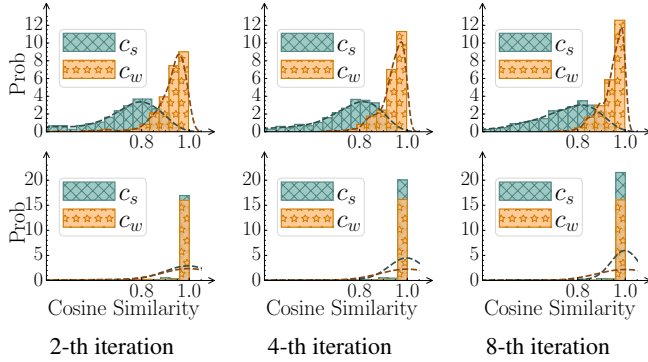 12
10
8
6
4
2
0
Prob
c_s
c_w
0.8 1.0
12
10
8
6
4
2
0
c_s
c_w
0.8 1.0
12
10
8
6
4
2
0
c_s
c_w
0.8 1.0
20
15
10
5
0
Prob
c_s
c_w
0.8 1.0
Cosine Similarity
20
15
10
5
0
c_s
c_w
0.8 1.0
Cosine Similarity
20
15
10
5
0
c_s
c_w
0.8 1.0
Cosine Similarity
2-th iteration
4-th iteration
8-th iteration